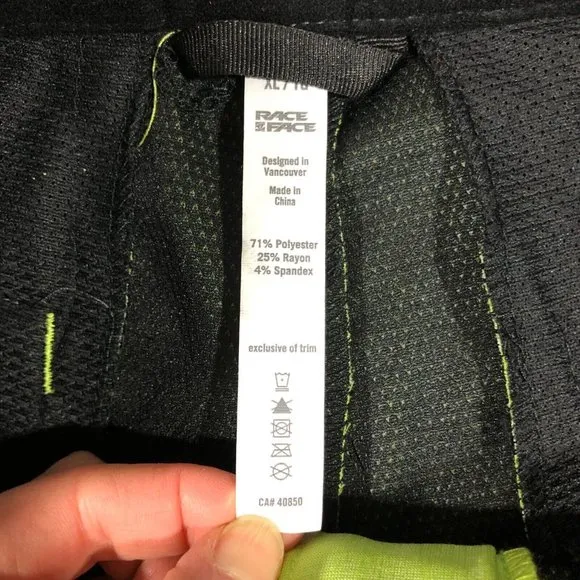 XL / TG
RACE
FACE
Designed in
Vancouver
Made in
China
71% Polyester
25% Rayon
4% Spandex
exclusive of trim
CA# 40850